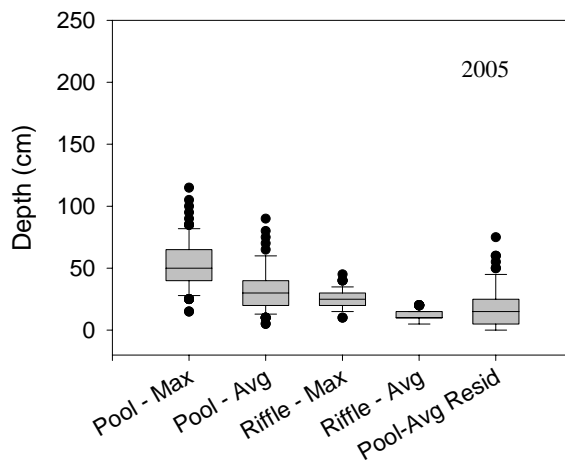 250
2005
200
150
100
50
0
Depth (cm)
Pool - Max
Pool - Avg
Riffle - Max
Riffle - Avg
Pool-Avg Resid